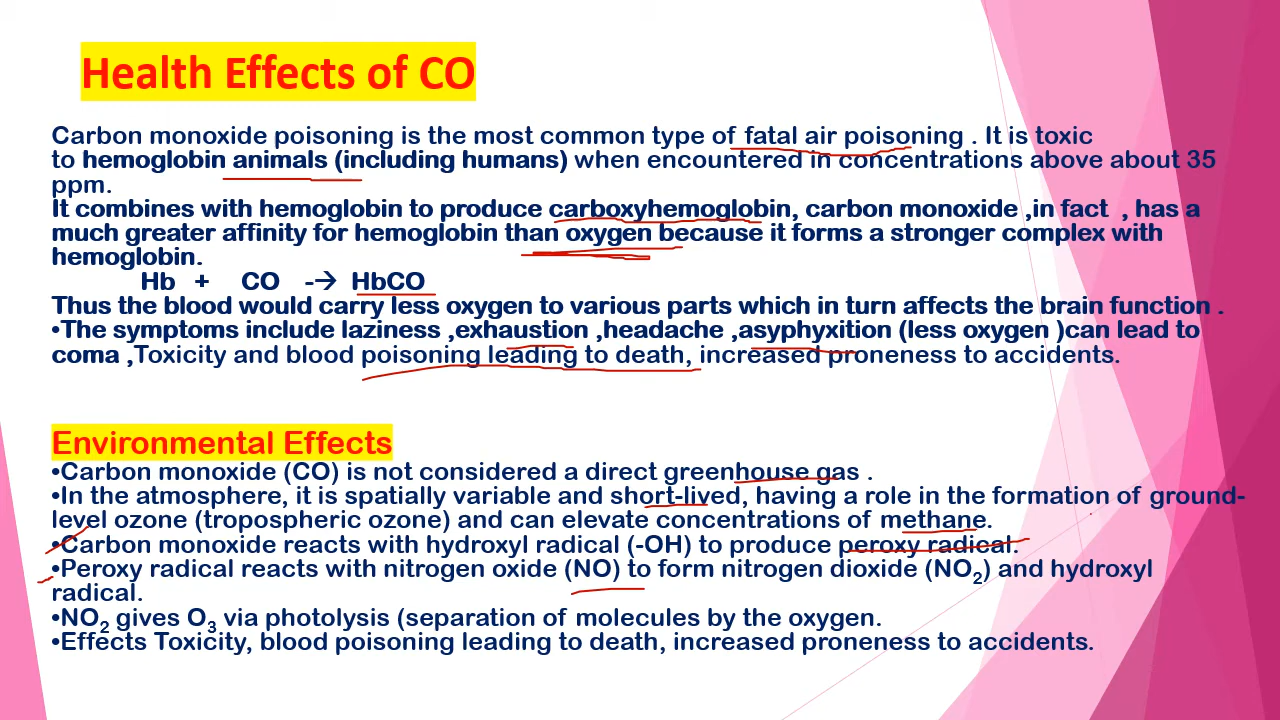 Health Effects of CO
Carbon monoxide poisoning is the most common type of fatal air poisoning . It is toxic
to hemoglobin animals (including humans) when encountered in concentrations above about 35
ppm.
It combines with hemoglobin to produce carboxyhemoglobin, carbon monoxide ,in fact , has a
much greater affinity for hemoglobin than oxygen because it forms a stronger complex with
hemoglobin.
Hb + CO -→ HbCO
Thus the blood would carry less oxygen to various parts which in turn affects the brain function .
•The symptoms include laziness ,exhaustion ,headache ,asyphyxition (less oxygen )can lead to
coma ,Toxicity and blood poisoning leading to death, increased proneness to accidents.
Environmental Effects
•Carbon monoxide (CO) is not considered a direct greenhouse gas .
•In the atmosphere, it is spatially variable and short-lived, having a role in the formation of ground-
level ozone (tropospheric ozone) and can elevate concentrations of methane.
•Carbon monoxide reacts with hydroxyl radical (-OH) to produce peroxy radical.
•Peroxy radical reacts with nitrogen oxide (NO) to form nitrogen dioxide (NO₂) and hydroxyl
radical.
•NO₂ gives O₃ via photolysis (separation of molecules by the oxygen.
•Effects Toxicity, blood poisoning leading to death, increased proneness to accidents.